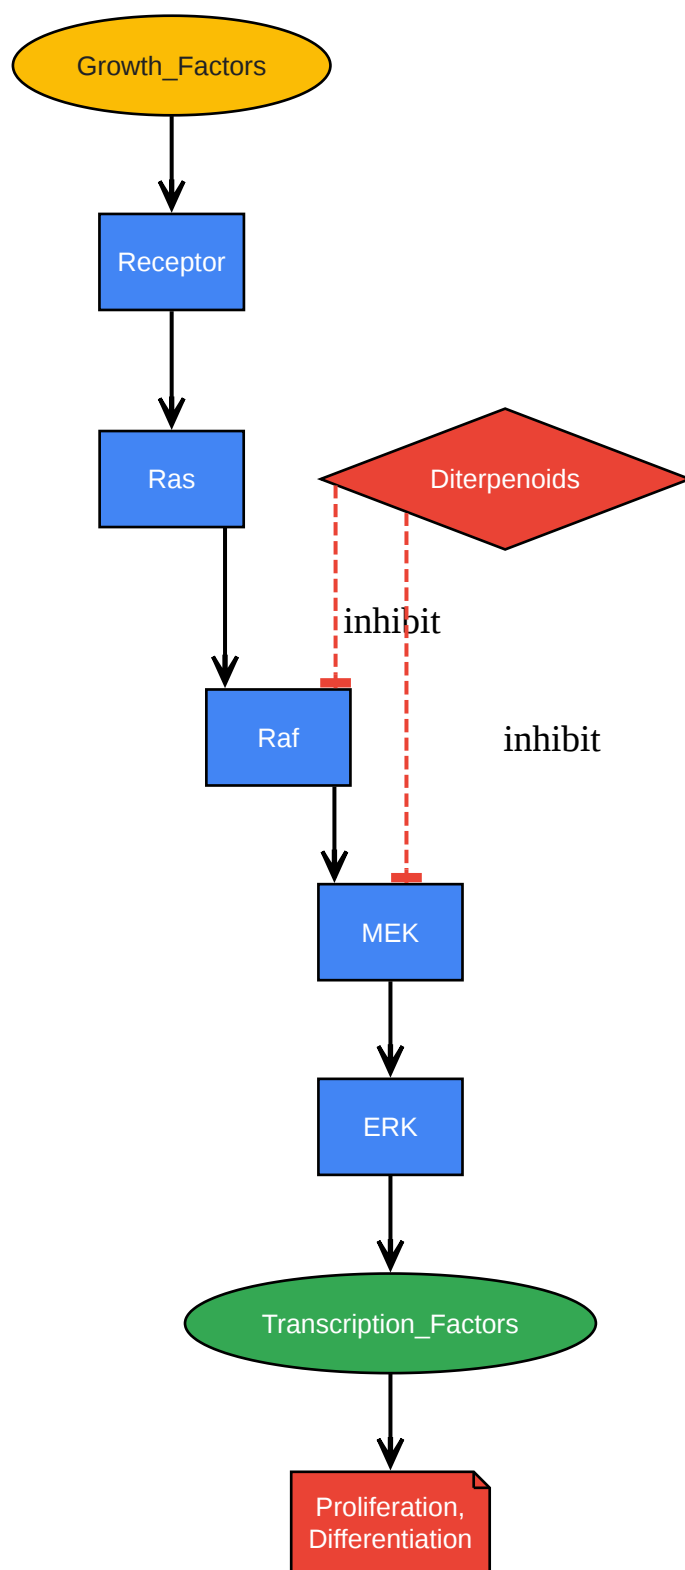 Growth_Factors
Receptor
Ras
Diterpenoids
inhibit
Raf
inhibit
MEK
ERK
Transcription_Factors
Proliferation,
Differentiation